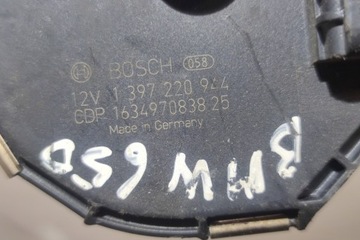 BOSCH 058
12V 1 397 220 944
CDP 1634970838 25
Made in Germany
BMW 650